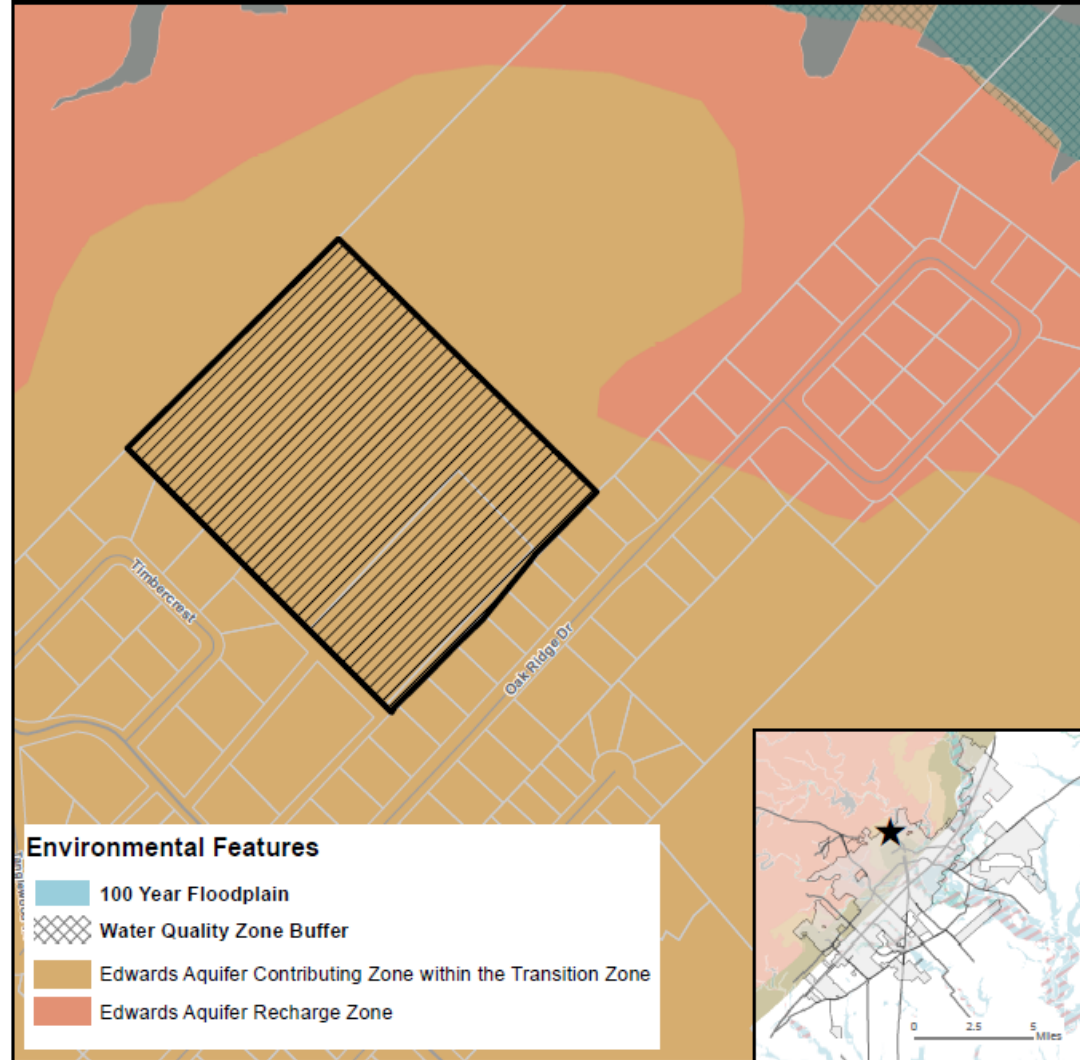 Timbercrest
Oak Ridge Dr
Environmental Features
100 Year Floodplain
Water Quality Zone Buffer
Edwards Aquifer Contributing Zone within the Transition Zone
Edwards Aquifer Recharge Zone
0 2.5 5
Miles